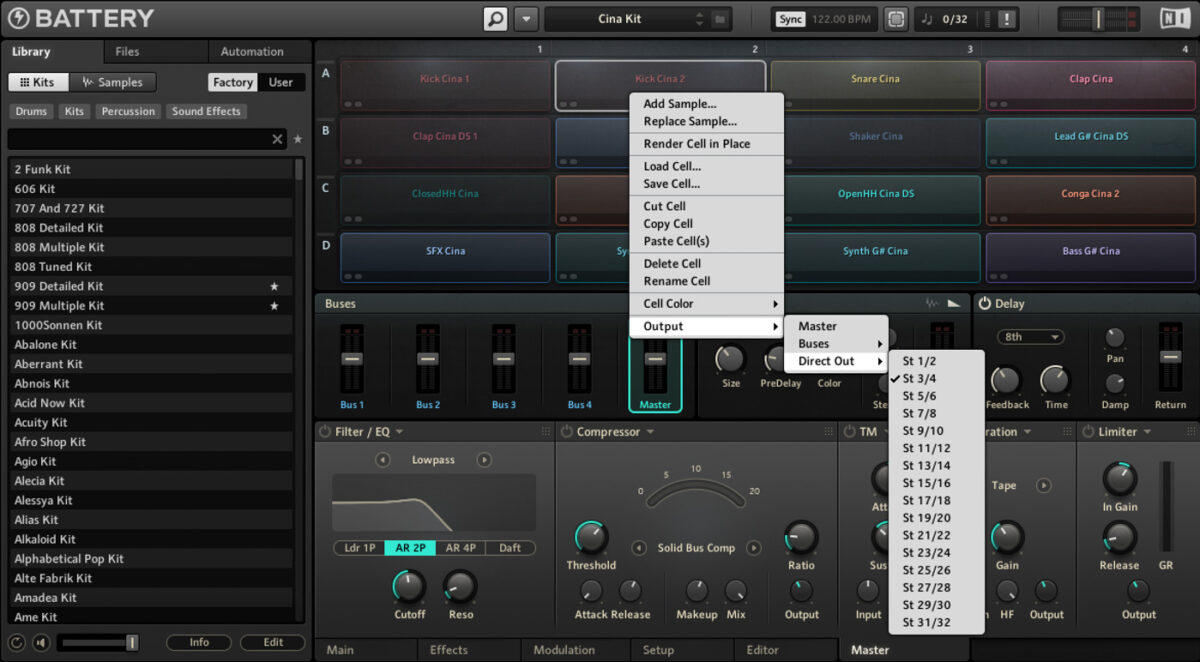 BATTERY
Cina Kit
Sync 122.00 BPM
0/32
!
Library Files Automation
Kits Samples Factory User
Drums Kits Percussion Sound Effects
2 Funk Kit
606 Kit
707 And 727 Kit
808 Detailed Kit
808 Multiple Kit
808 Tuned Kit
909 Detailed Kit
909 Multiple Kit
1000Sonnen Kit
Abalone Kit
Aberrant Kit
Abnois Kit
Acid Now Kit
Acuity Kit
Afro Shop Kit
Agio Kit
Alecia Kit
Alessya Kit
Alias Kit
Alkaloid Kit
Alphabetical Pop Kit
Alte Fabrik Kit
Amadea Kit
Ame Kit
Info Edit
1 2 3 4
A Kick Cina 1 Kick Cina 2 Snare Cina Clap Cina
B Clap Cina DS 1 Shaker Cina Lead G# Cina DS
C ClosedHH Cina OpenHH Cina DS Conga Cina 2
D SFX Cina Sy Synth G# Cina Bass G# Cina
Add Sample...
Replace Sample...
Render Cell in Place
Load Cell...
Save Cell...
Cut Cell
Copy Cell
Paste Cell(s)
Delete Cell
Rename Cell
Cell Color
Output
Master
Buses
Direct Out
St 1/2
St 3/4
St 5/6
St 7/8
St 9/10
St 11/12
St 13/14
St 15/16
St 17/18
St 19/20
St 21/22
St 23/24
St 25/26
St 27/28
St 29/30
St 31/32
Buses
Bus 1 Bus 2 Bus 3 Bus 4 Master
Size PreDelay Color Ste
Delay
8th
Pan
Feedback Time Damp Return
Filter / EQ
Lowpass
Ldr 1P AR 2P AR 4P Daft
Cutoff Reso
Compressor
0 5 10 15 20
Threshold Solid Bus Comp Ratio
Attack Release Makeup Mix Output
TM
Att
Sus
Input
ration
Tape
Gain
HF Output
Limiter
In Gain
Release GR
Output
Main Effects Modulation Setup Editor Master